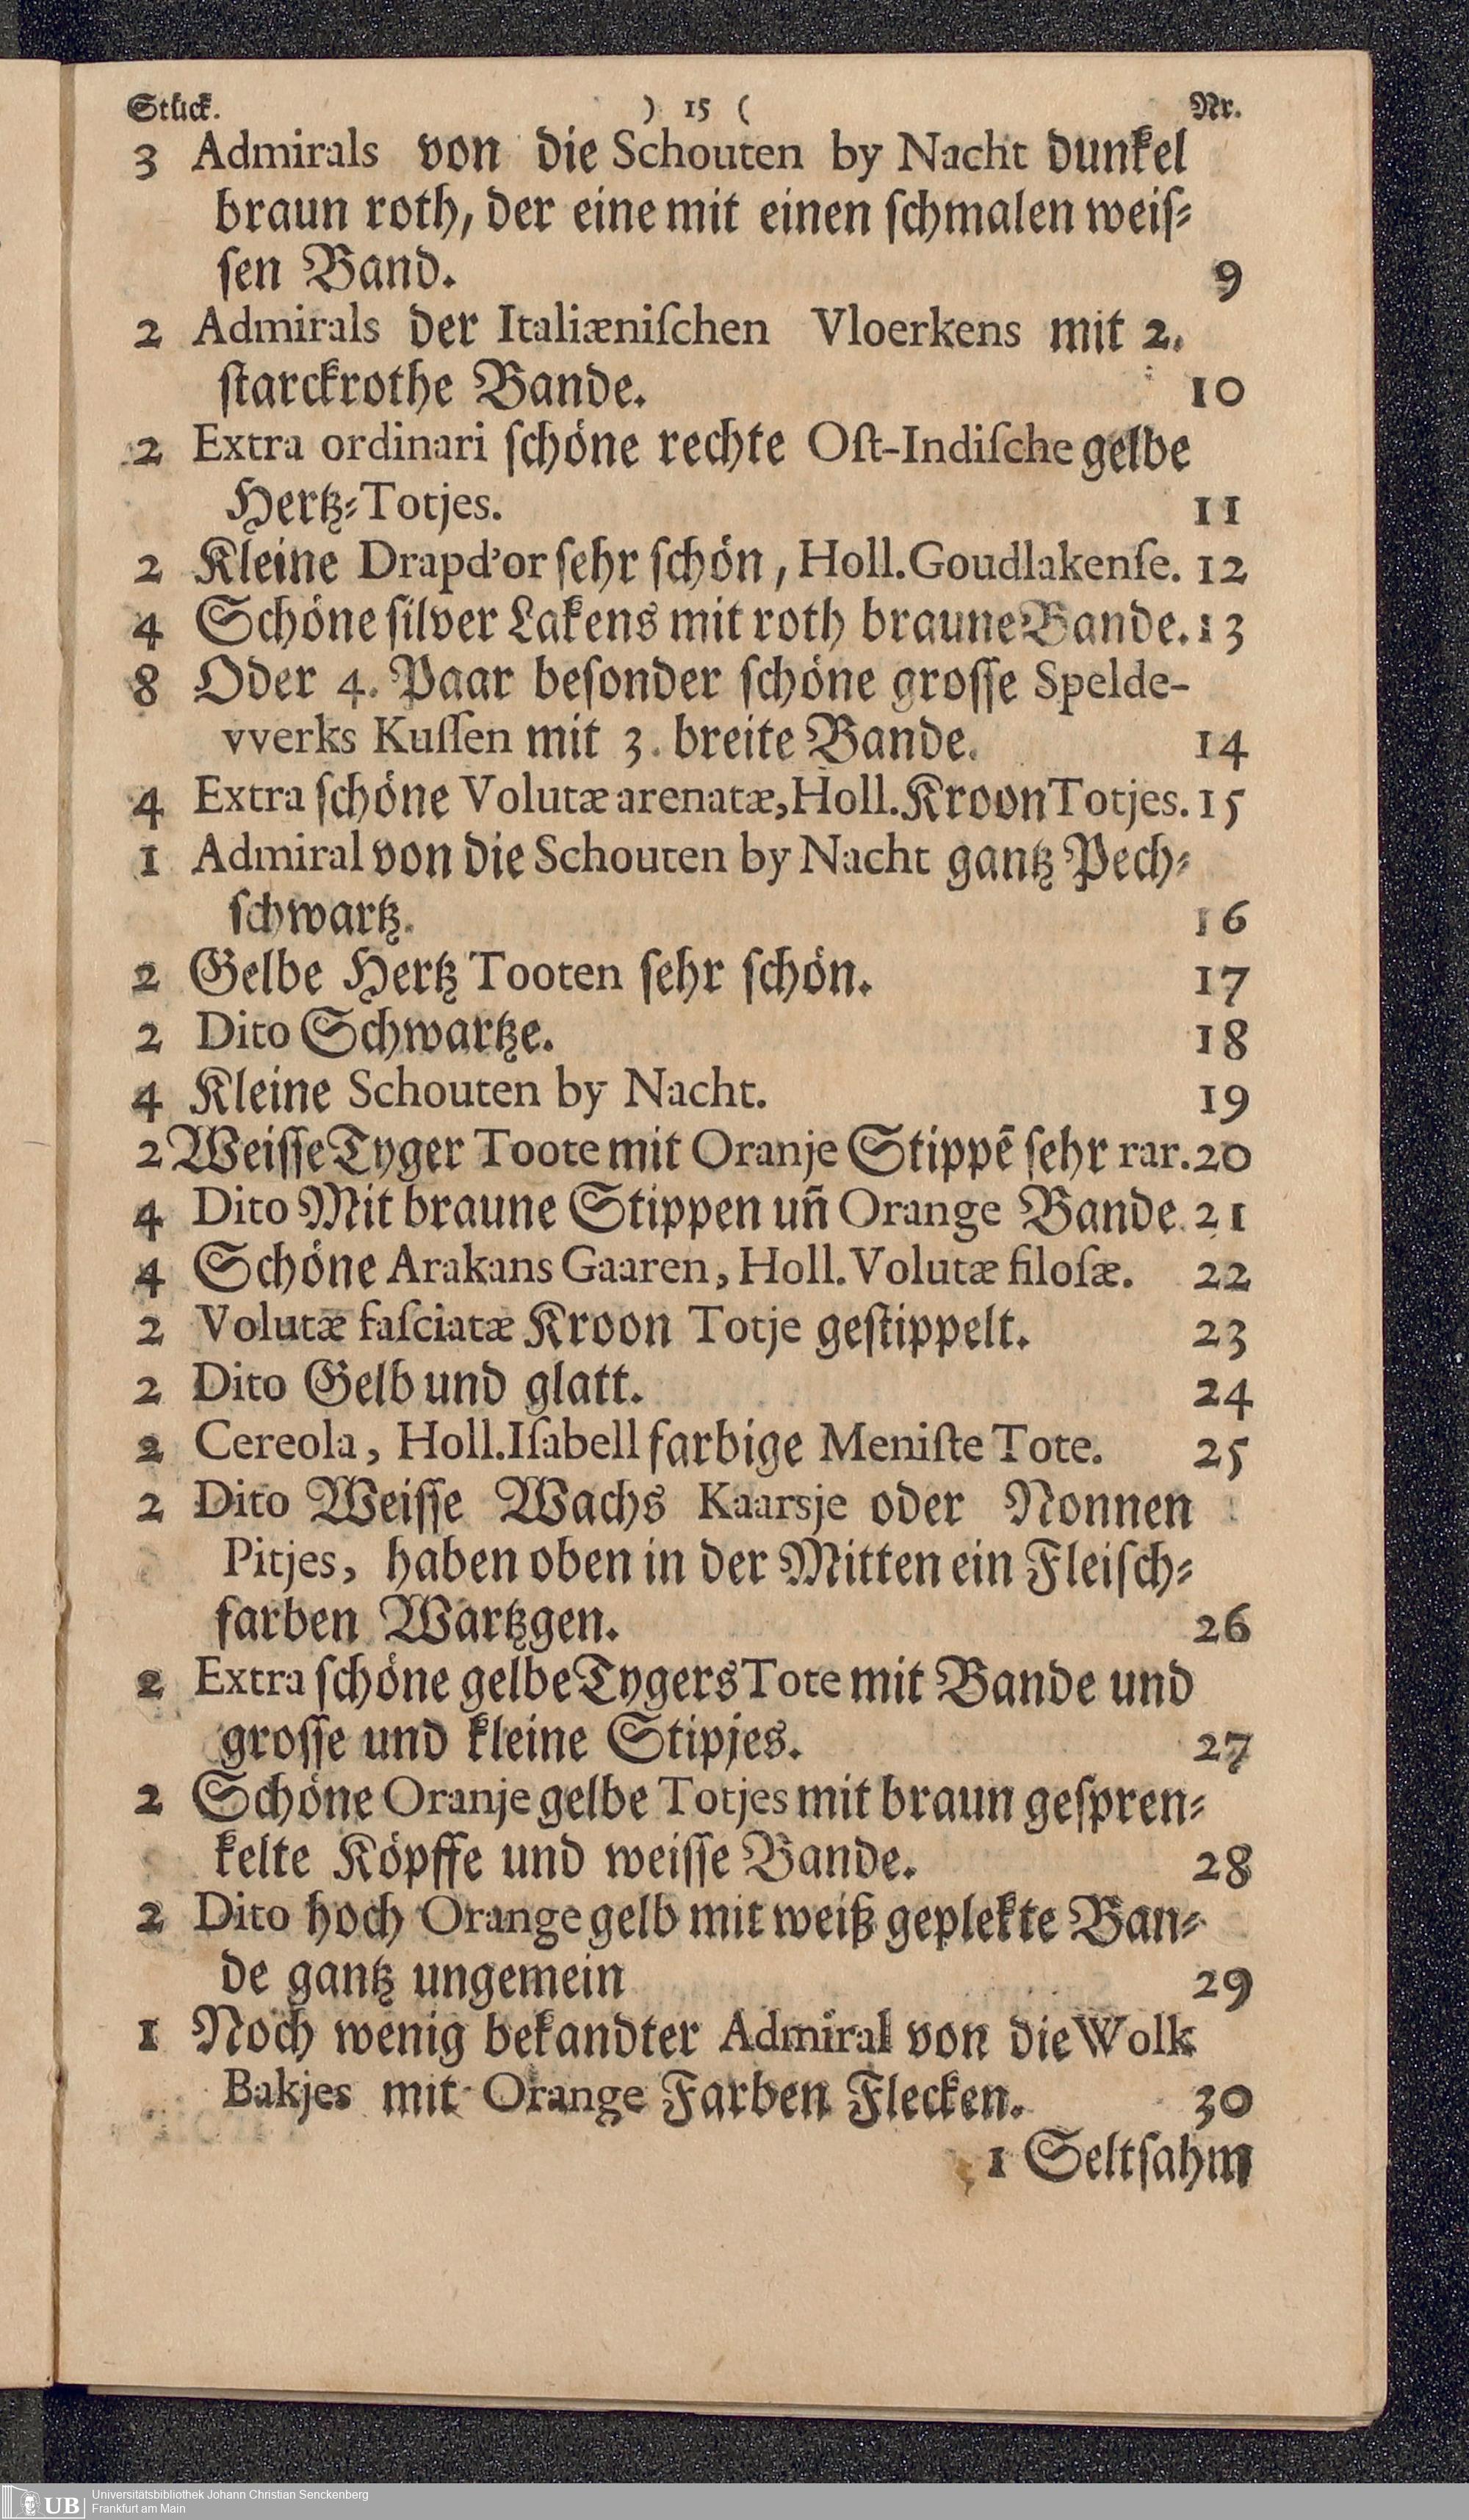 Stück. ) 15 ( Nr.
3 Admirals von die Schouten by Nacht dunkel
braun roth, der eine mit einen ſchmalen weiſ⸗
ſen Band. 9
2 Admirals der Italiæniſchen Vloerkens mit 2.
ſtarckrothe Bande. 10
2 Extra ordinari ſchöne rechte Oſt-Indiſche gelbe
Hertz⸗Totjes. 11
2 Kleine Drapd'or ſehr ſchön, Holl. Goudlakenſe. 12
4 Schöne ſilver Lakens mit roth braune Bande. 13
8 Oder 4. Paar beſonder ſchöne groſſe Spelde-
vverks Kuſſen mit 3. breite Bande. 14
4 Extra ſchöne Volutæ arenatæ, Holl. Kroon Totjes. 15
1 Admiral von die Schouten by Nacht gantz Pech⸗
ſchwartz. 16
2 Gelbe Hertz Tooten ſehr ſchön. 17
2 Dito Schwartze. 18
4 Kleine Schouten by Nacht. 19
2 Weiſſe Tyger Toote mit Oranje Stippē ſehr rar. 20
4 Dito Mit braune Stippen uñ Orange Bande. 21
4 Schöne Arakans Gaaren, Holl. Volutæ filoſæ. 22
2 Volutæ faſciatæ Kroon Totje geſtippelt. 23
2 Dito Gelb und glatt. 24
2 Cereola, Holl. Iſabell farbige Meniſte Tote. 25
2 Dito Weiſſe Wachs Kaarsje oder Nonnen
Pitjes, haben oben in der Mitten ein Fleiſch⸗
farben Wartzgen. 26
2 Extra ſchöne gelbe Tygers Tote mit Bande und
groſſe und kleine Stipjes. 27
2 Schöne Oranje gelbe Totjes mit braun geſpren⸗
kelte Köpffe und weiſſe Bande. 28
2 Dito hoch Orange gelb mit weiß geplekte Ban⸗
de gantz ungemein 29
1 Noch wenig bekandter Admiral von die Wolk
Bakjes mit Orange Farben Flecken. 30
1 Seltſahm
UB Universitätsbibliothek Johann Christian Senckenberg
Frankfurt am Main